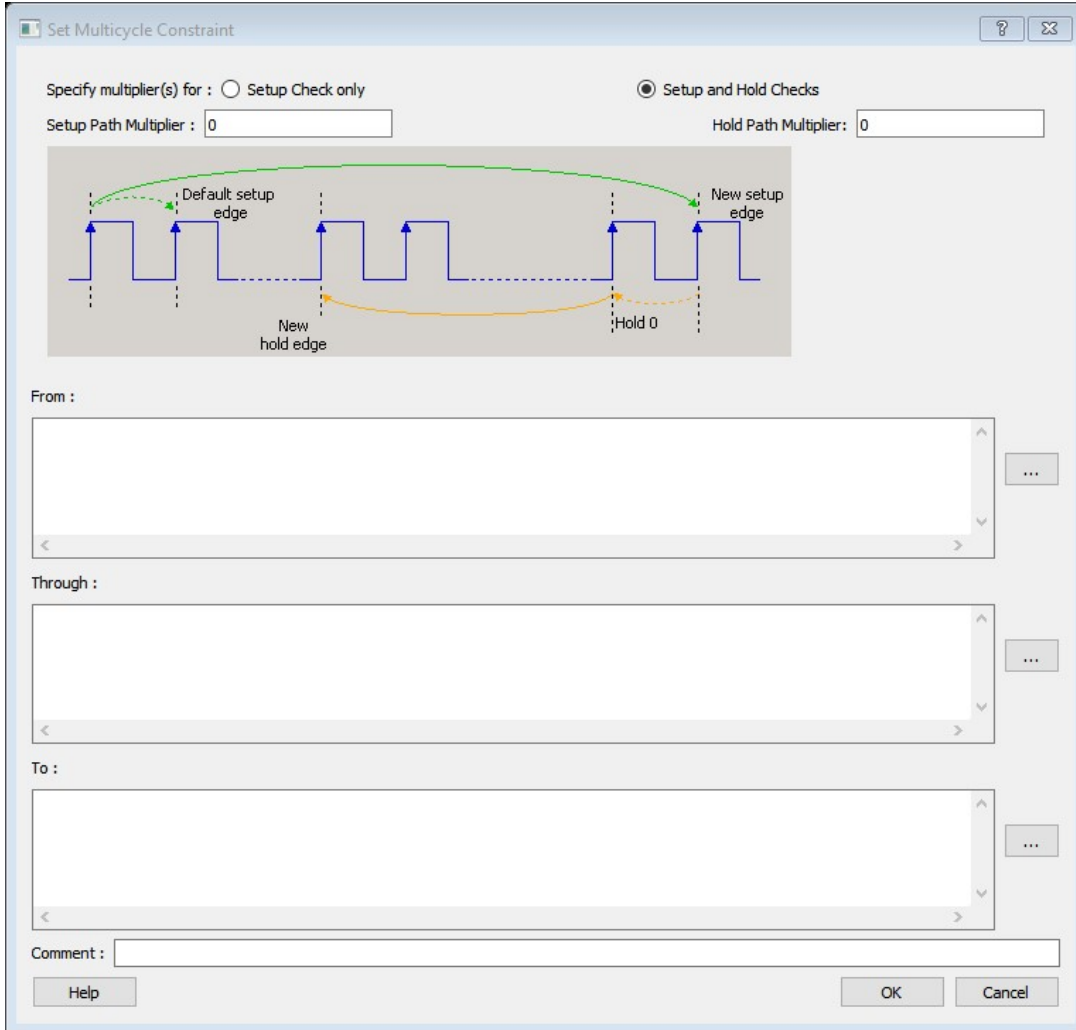 Set Multicycle Constraint
Specify multiplier(s) for : Setup Check only Setup and Hold Checks
Setup Path Multiplier : 0 Hold Path Multiplier: 0
Default setup
edge
New setup
edge
New
hold edge
Hold 0
From :
...
Through :
...
To :
...
Comment :
Help OK Cancel